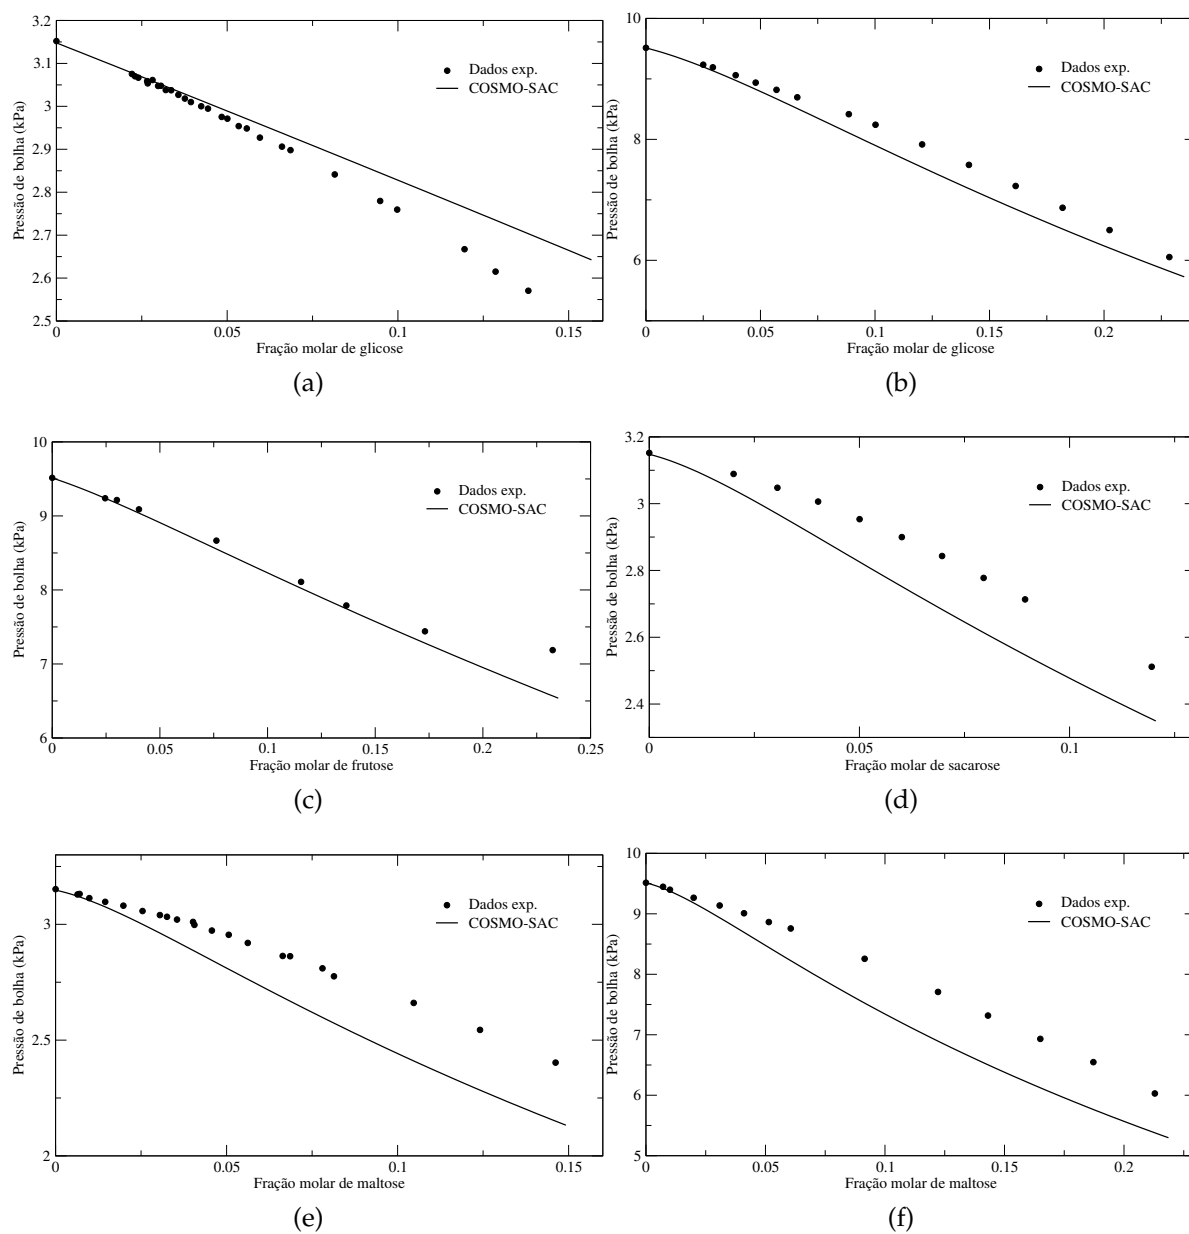 3.2
3.1
3
2.9
2.8
2.7
2.6
2.5
0
0.05
0.1
0.15
Pressão de bolha (kPa)
Fração molar de glicose
Dados exp.
COSMO-SAC
(a)
10
8
6
0
0.05
0.1
0.15
0.2
Pressão de bolha (kPa)
Fração molar de glicose
Dados exp.
COSMO-SAC
(b)
10
9
8
7
6
0
0.05
0.1
0.15
0.2
0.25
Pressão de bolha (kPa)
Fração molar de frutose
Dados exp.
COSMO-SAC
(c)
3.2
3
2.8
2.6
2.4
0
0.05
0.1
Pressão de bolha (kPa)
Fração molar de sacarose
Dados exp.
COSMO-SAC
(d)
3
2.5
2
0
0.05
0.1
0.15
Pressão de bolha (kPa)
Fração molar de maltose
Dados exp.
COSMO-SAC
(e)
10
9
8
7
6
5
0
0.05
0.1
0.15
0.2
Pressão de bolha (kPa)
Fração molar de maltose
Dados exp.
COSMO-SAC
(f)